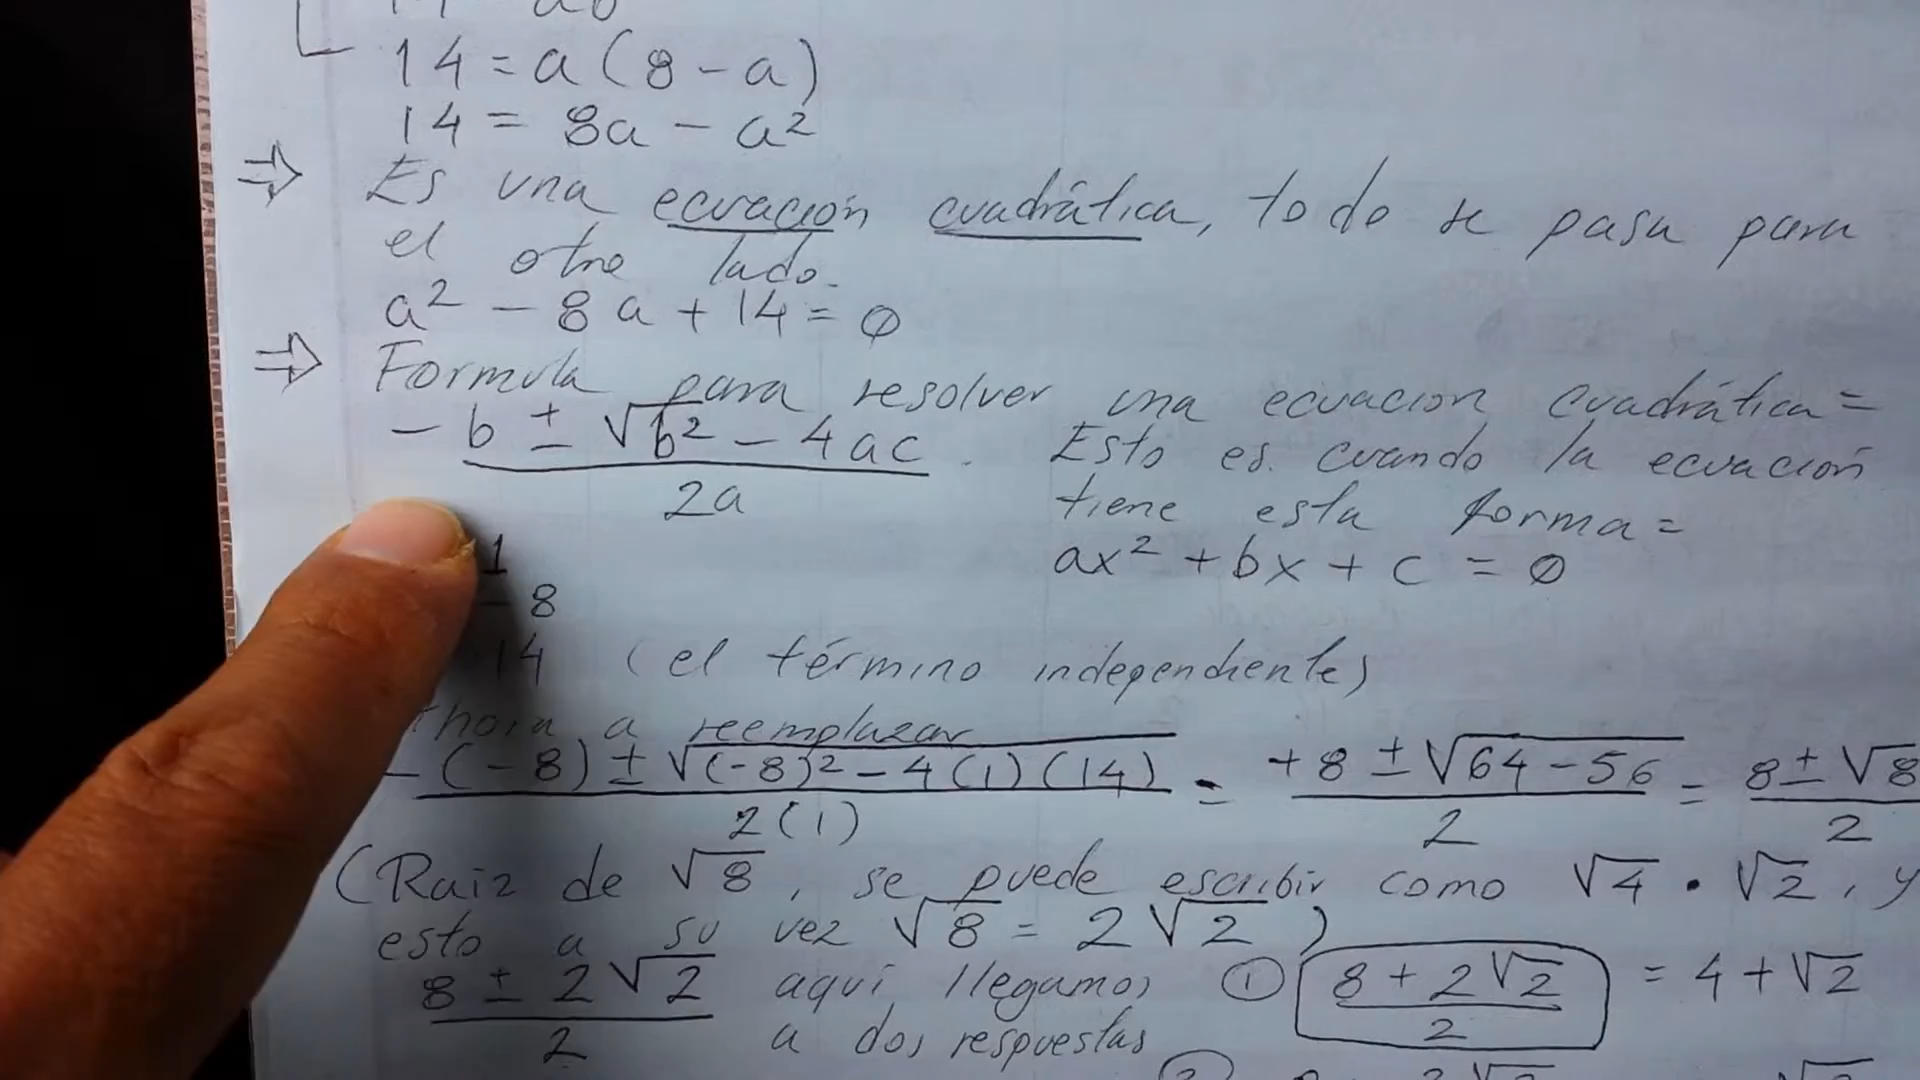 14 = a(8 - a)
14 = 8a - a²
⇒ Es una ecuación cuadrática, todo se pasa para
el otro lado.
a² - 8a + 14 = 0
⇒ Formula para resolver una ecuacion cuadrática =
-b ± √b² - 4ac / 2a . Esto es cuando la ecuación
tiene esta forma =
ax² + bx + c = 0
1
-8
14 (el término independiente)
a reemplazar
-(-8) ± √(-8)² - 4(1)(14) / 2(1) = +8 ± √64-56 / 2 = 8 ± √8 / 2
(Raiz de √8, se puede escribir como √4 · √2, y
esto a su vez √8 = 2√2)
8 ± 2√2 / 2 aqui llegamos ① 8 + 2√2 / 2 = 4 + √2
a dos respuestas